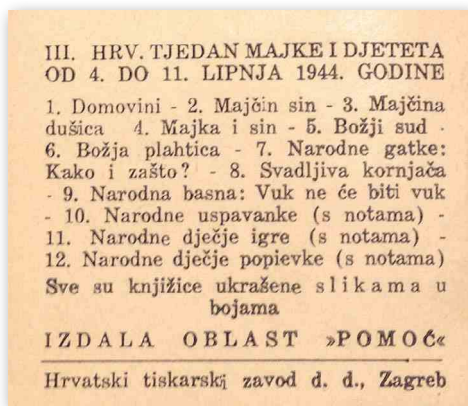 III. HRV. TJEDAN MAJKE I DJETETA
OD 4. DO 11. LIPNJA 1944. GODINE
1. Domovini - 2. Majčin sin - 3. Majčina
dušica 4. Majka i sin - 5. Božji sud -
6. Božja plahtica - 7. Narodne gatke:
Kako i zašto? - 8. Svadljiva kornjača
- 9. Narodna basna: Vuk ne će biti vuk
- 10. Narodne uspavanke (s notama) -
11. Narodne dječje igre (s notama) -
12. Narodne dječje popievke (s notama)
Sve su knjižice ukrašene slikama u
bojama
IZDALA OBLAST »POMOĆ«
Hrvatski tiskarski zavod d. d., Zagreb